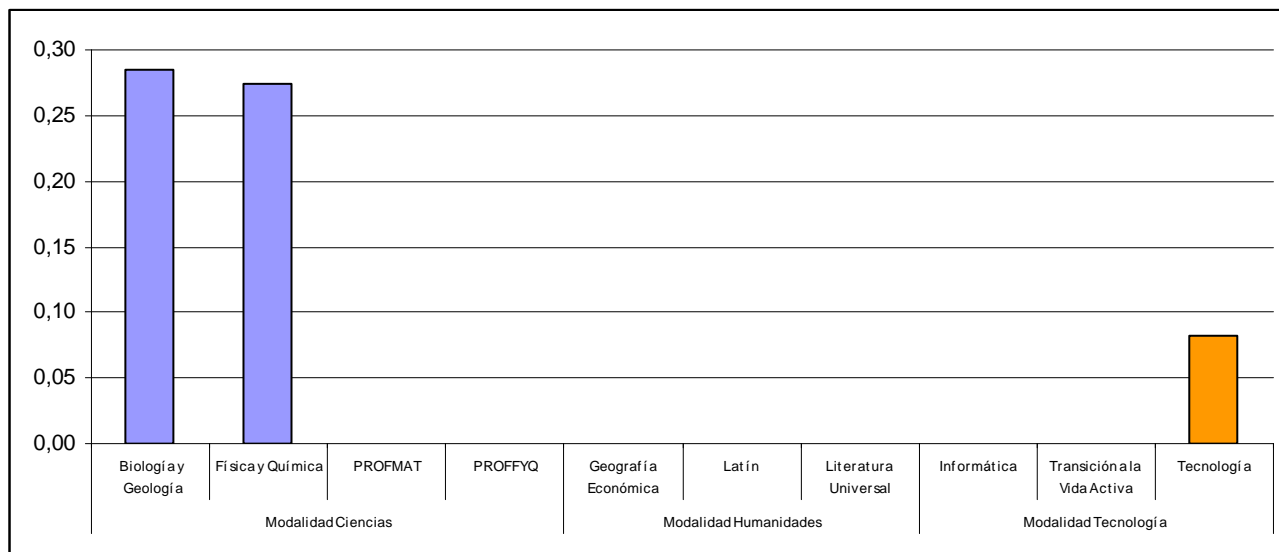 0,30
0,25
0,20
0,15
0,10
0,05
0,00
Biología y
Geología
Física y Química
PROFMAT
PROFFYQ
Geografía
Económica
Latín
Literatura
Universal
Informática
Transición a la
Vida Activa
Tecnología
Modalidad Ciencias
Modalidad Humanidades
Modalidad Tecnología